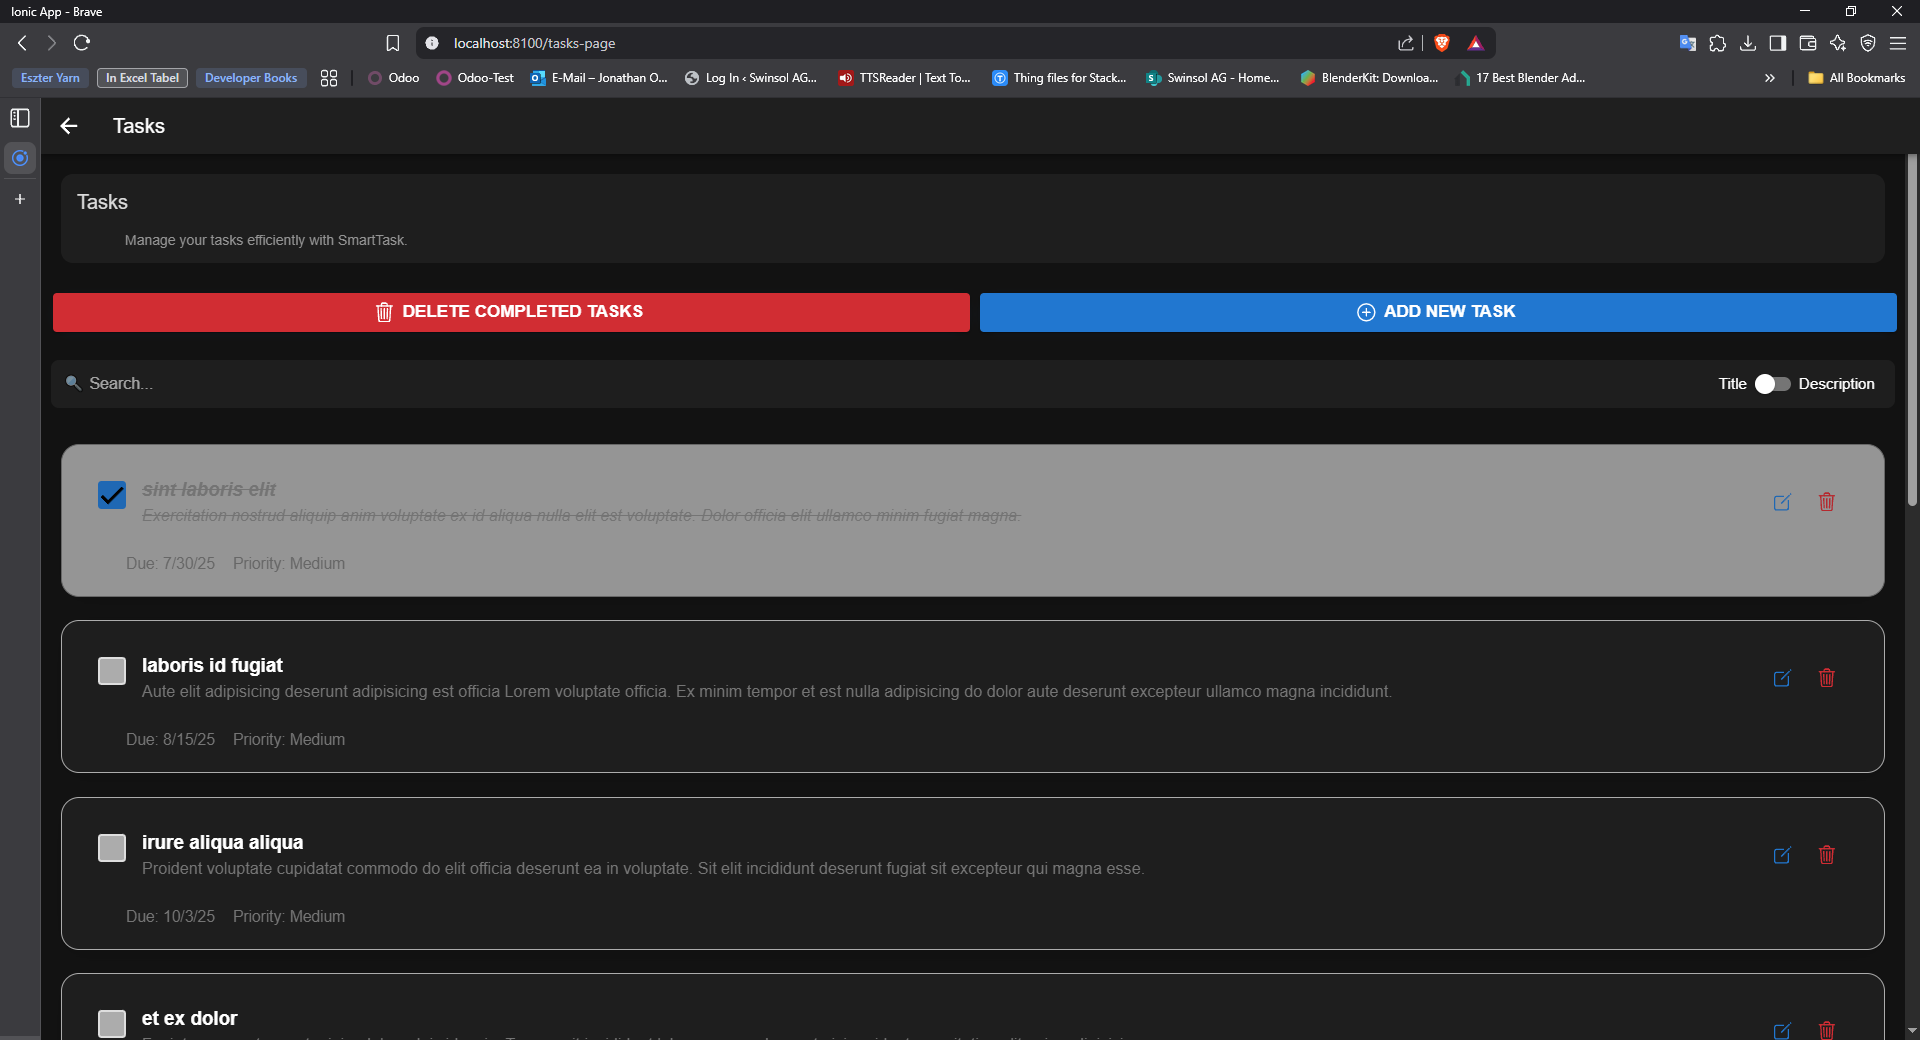 Ionic App - Brave
localhost:8100/tasks-page
Eszter Yarn In Excel Tabel Developer Books Odoo Odoo-Test E-Mail – Jonathan O... Log In ‹ Swinsol AG... TTSReader | Text To... Thing files for Stack... Swinsol AG - Home... BlenderKit: Downloa... 17 Best Blender Ad... » All Bookmarks
Tasks
Tasks
Manage your tasks efficiently with SmartTask.
DELETE COMPLETED TASKS ADD NEW TASK
Search... Title Description
sint laboris elit
Exercitation nostrud aliquip anim voluptate ex id aliqua nulla elit est voluptate. Dolor officia elit ullamco minim fugiat magna.
Due: 7/30/25 Priority: Medium
laboris id fugiat
Aute elit adipisicing deserunt adipisicing est officia Lorem voluptate officia. Ex minim tempor et est nulla adipisicing do dolor aute deserunt excepteur ullamco magna incididunt.
Due: 8/15/25 Priority: Medium
irure aliqua aliqua
Proident voluptate cupidatat commodo do elit officia deserunt ea in voluptate. Sit elit incididunt deserunt fugiat sit excepteur qui magna esse.
Due: 10/3/25 Priority: Medium
et ex dolor